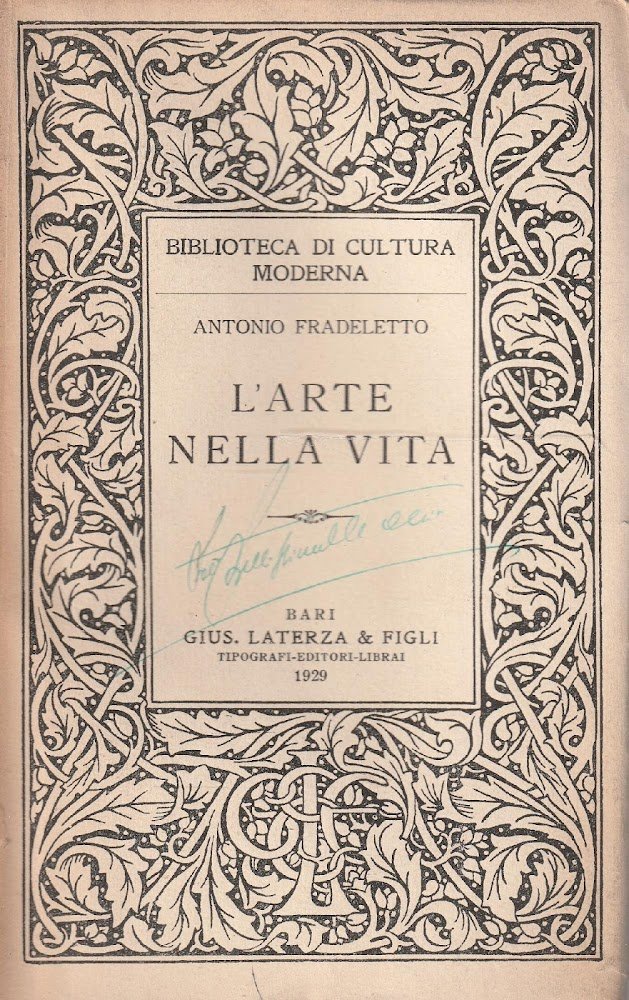 BIBLIOTECA DI CULTURA
MODERNA
ANTONIO FRADELETTO
L'ARTE
NELLA VITA
BARI
GIUS. LATERZA & FIGLI
TIPOGRAFI-EDITORI-LIBRAI
1929